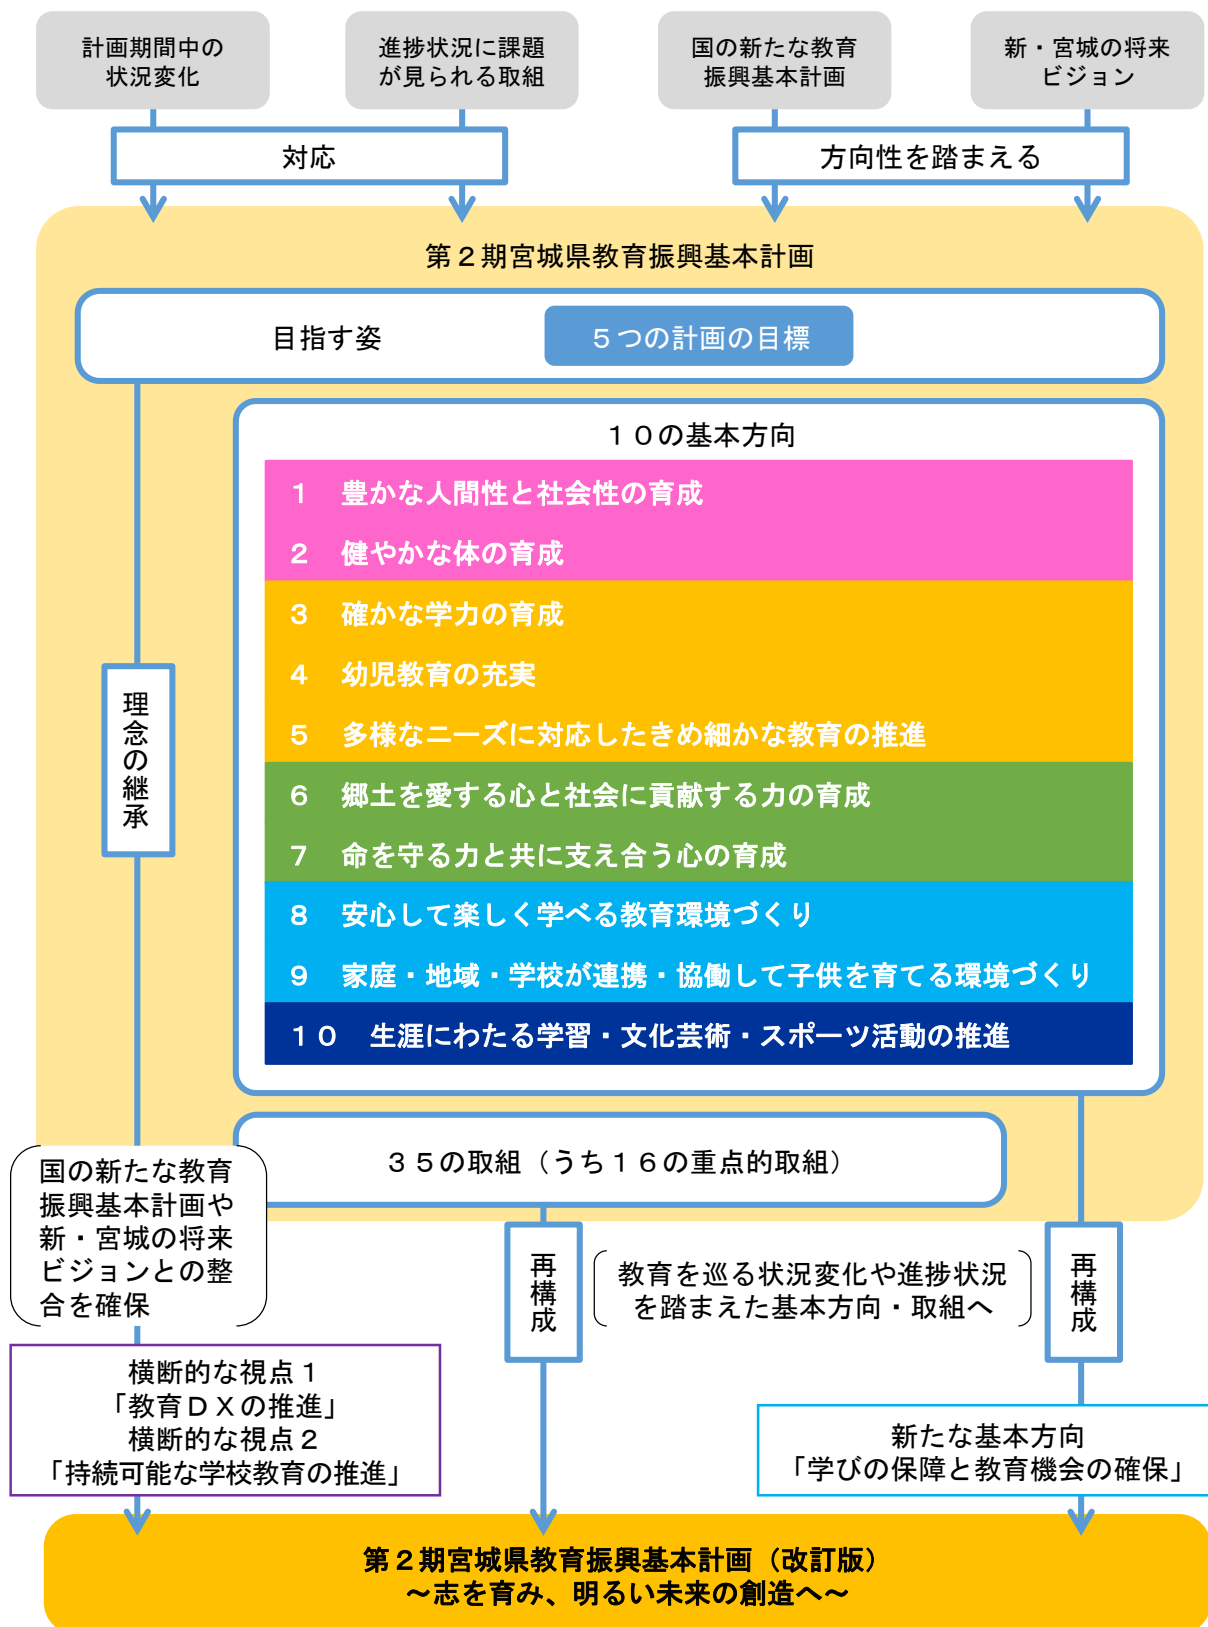 計画期間中の
状況変化
進捗状況に課題
が見られる取組
国の新たな教育
振興基本計画
新・宮城の将来
ビジョン
対応
方向性を踏まえる
第２期宮城県教育振興基本計画
目指す姿
５つの計画の目標
１０の基本方向
１　豊かな人間性と社会性の育成
２　健やかな体の育成
３　確かな学力の育成
４　幼児教育の充実
５　多様なニーズに対応したきめ細かな教育の推進
６　郷土を愛する心と社会に貢献する力の育成
７　命を守る力と共に支え合う心の育成
８　安心して楽しく学べる教育環境づくり
９　家庭・地域・学校が連携・協働して子供を育てる環境づくり
１０　生涯にわたる学習・文化芸術・スポーツ活動の推進
理念の継承
３５の取組（うち１６の重点的取組）
国の新たな教育
振興基本計画や
新・宮城の将来
ビジョンとの整
合を確保
再構成
教育を巡る状況変化や進捗状況
を踏まえた基本方向・取組へ
再構成
横断的な視点１
「教育ＤＸの推進」
横断的な視点２
「持続可能な学校教育の推進」
新たな基本方向
「学びの保障と教育機会の確保」
第２期宮城県教育振興基本計画（改訂版）
～志を育み、明るい未来の創造へ～